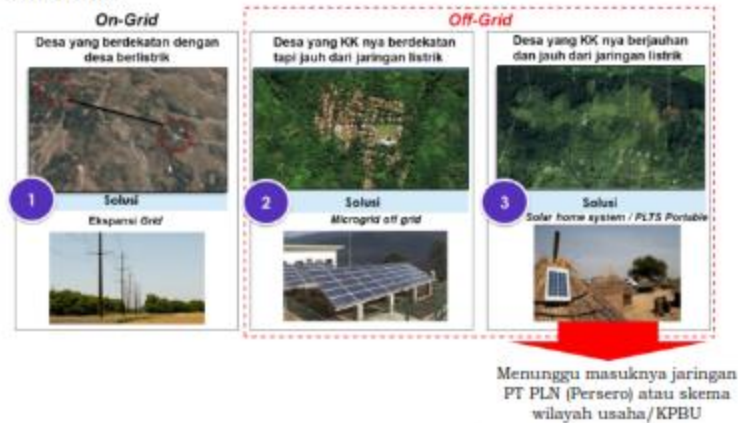 On-Grid
Off-Grid
Desa yang berdekatan dengan
desa berlistrik
Desa yang KK nya berdekatan
tapi jauh dari jaringan listrik
Desa yang KK nya berjauhan
dan jauh dari jaringan listrik
1
Solusi
Ekspansi Grid
2
Solusi
Microgrid off grid
3
Solusi
Solar home system / PLTS Portable
Menunggu masuknya jaringan
PT PLN (Persero) atau skema
wilayah usaha/KPBU